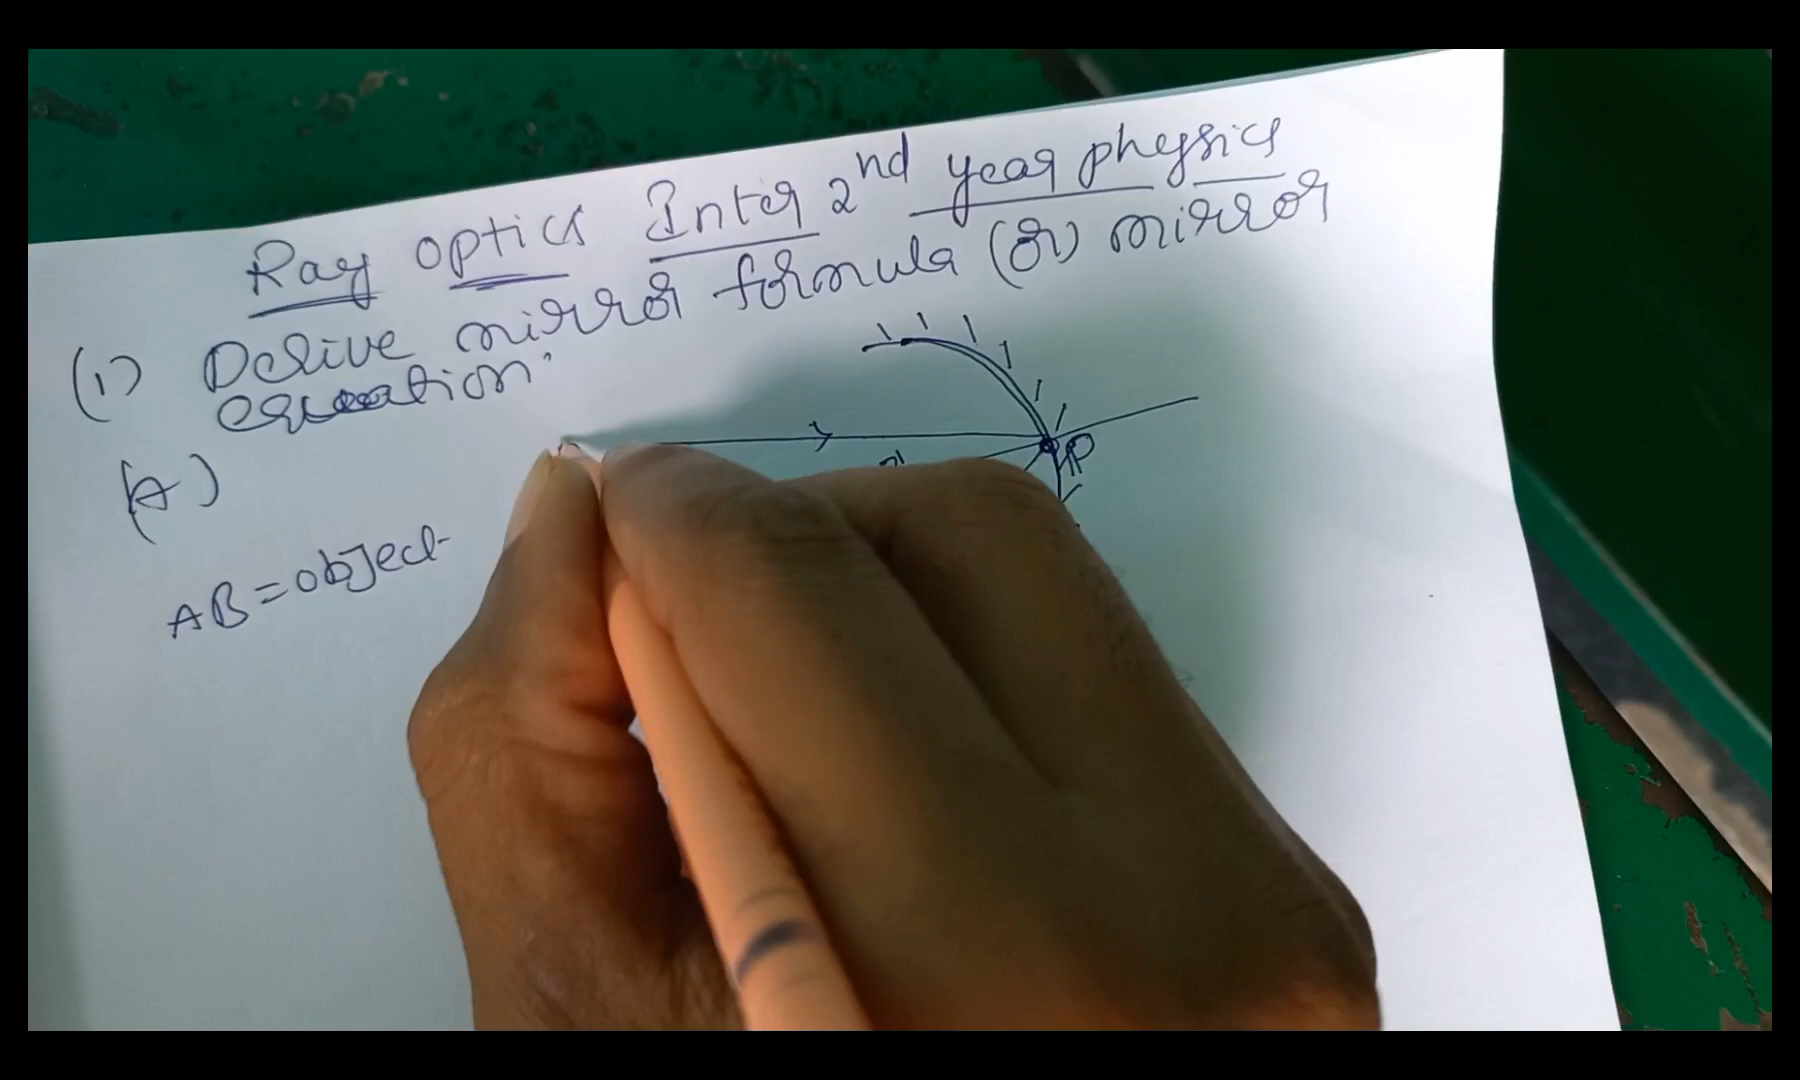 Ray optics Inter 2nd year physics
(1) Derive mirror formula (or) mirror
equation.
(A)
P
AB = object